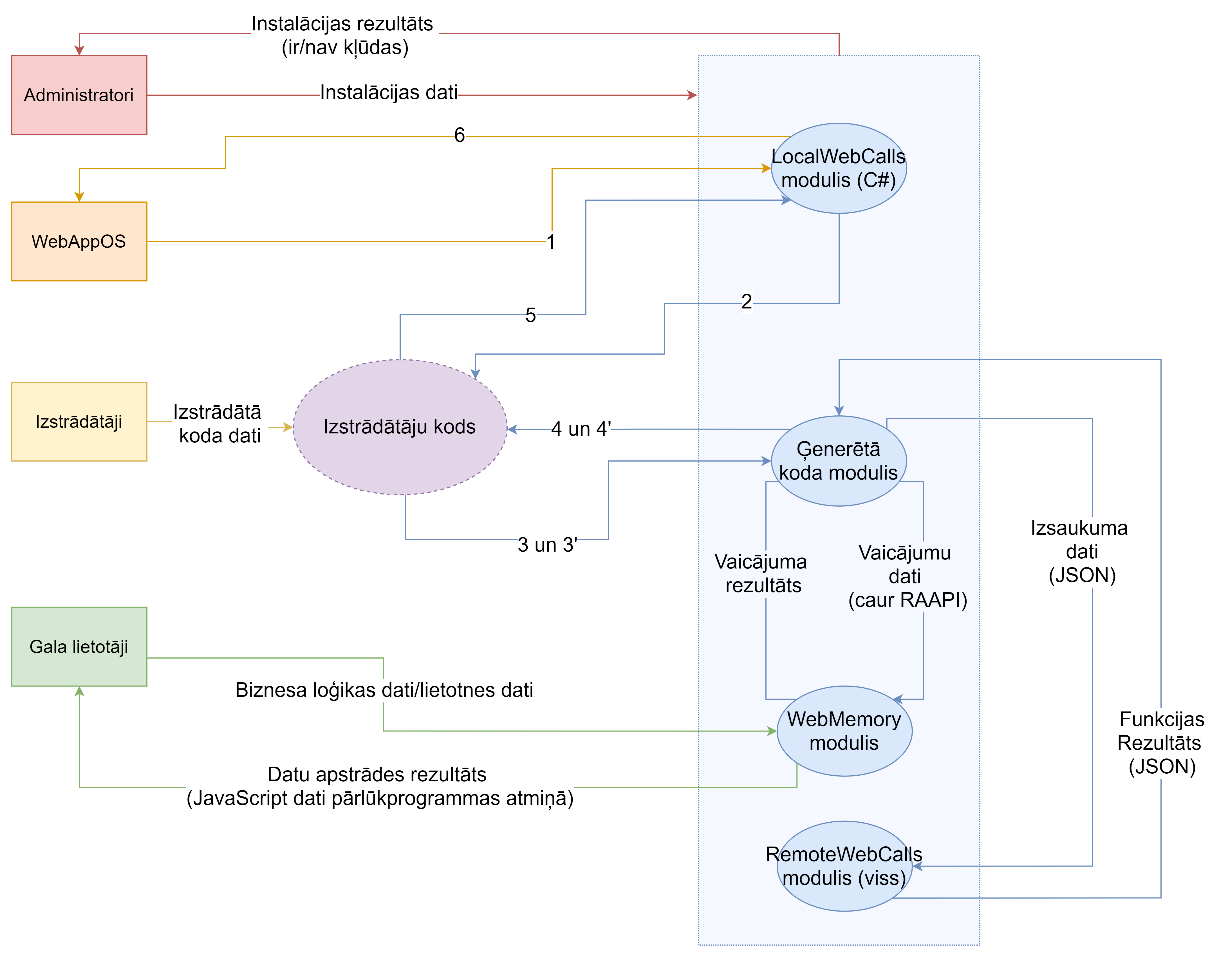 Instalācijas rezultāts
(ir/nav kļūdas)
Administratori
Instalācijas dati
6
LocalWebCalls
modulis (C#)
WebAppOS
1
5
2
Izstrādātāji
Izstrādātā
koda dati
Izstrādātāju kods
4 un 4'
Ģenerētā
koda modulis
3 un 3'
Vaicājuma
rezultāts
Vaicājumu
dati
(caur RAAPI)
Izsaukuma
dati
(JSON)
Gala lietotāji
Biznesa loģikas dati/lietotnes dati
WebMemory
modulis
Funkcijas
Rezultāts
(JSON)
Datu apstrādes rezultāts
(JavaScript dati pārlūkprogrammas atmiņā)
RemoteWebCalls
modulis (viss)